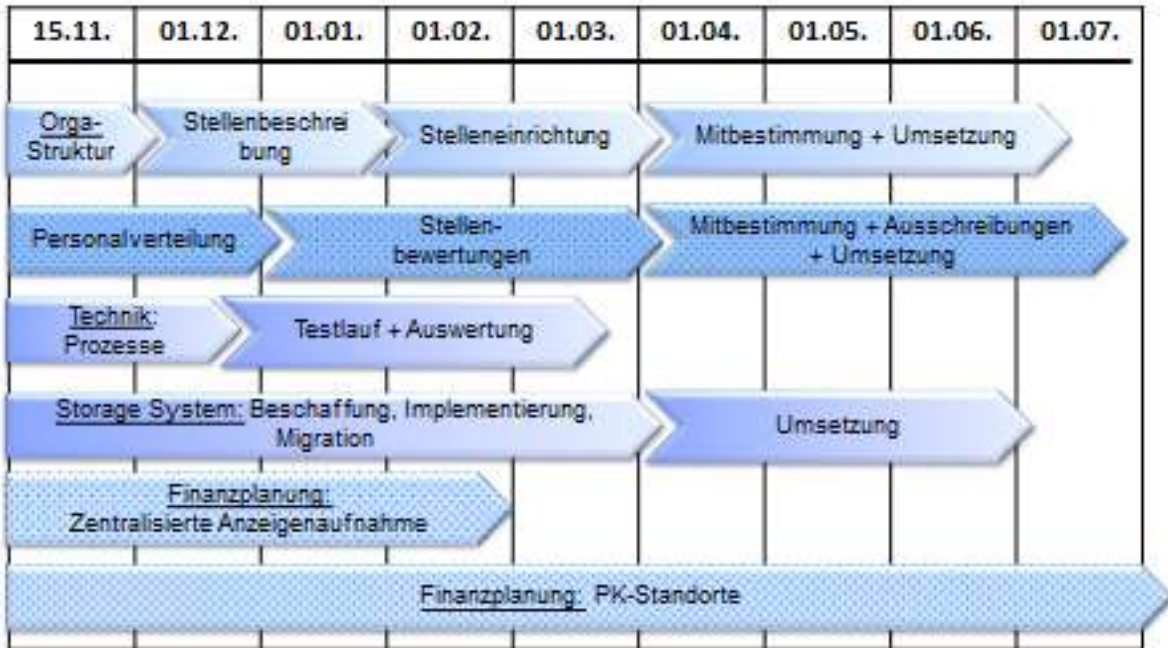 15.11. 01.12. 01.01. 01.02. 01.03. 01.04. 01.05. 01.06. 01.07.
Orga-
Struktur
Stellenbeschrei
bung
Stelleneinrichtung
Mitbestimmung + Umsetzung
Personalverteilung
Stellen-
bewertungen
Mitbestimmung + Ausschreibungen
+ Umsetzung
Technik:
Prozesse
Testlauf + Auswertung
Storage System: Beschaffung, Implementierung,
Migration
Umsetzung
Finanzplanung:
Zentralisierte Anzeigenaufnahme
Finanzplanung: PK-Standorte